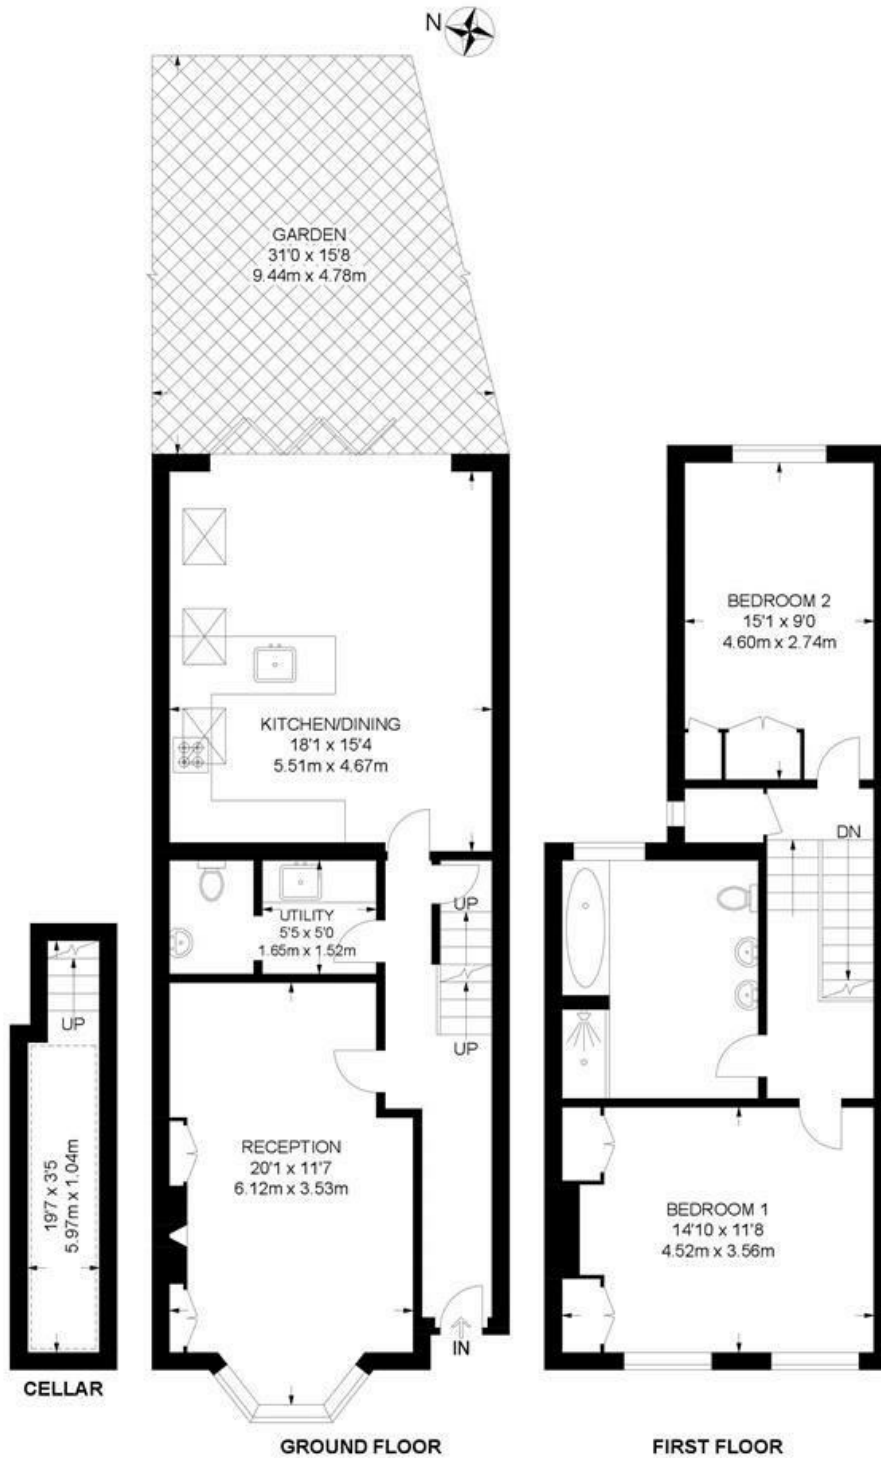 N
GARDEN
31'0 x 15'8
9.44m x 4.78m
KITCHEN/DINING
18'1 x 15'4
5.51m x 4.67m
UTILITY
5'5 x 5'0
1.65m x 1.52m
UP
UP
RECEPTION
20'1 x 11'7
6.12m x 3.53m
IN
GROUND FLOOR
UP
19'7 x 3'5
5.97m x 1.04m
CELLAR
BEDROOM 2
15'1 x 9'0
4.60m x 2.74m
DN
BEDROOM 1
14'10 x 11'8
4.52m x 3.56m
FIRST FLOOR